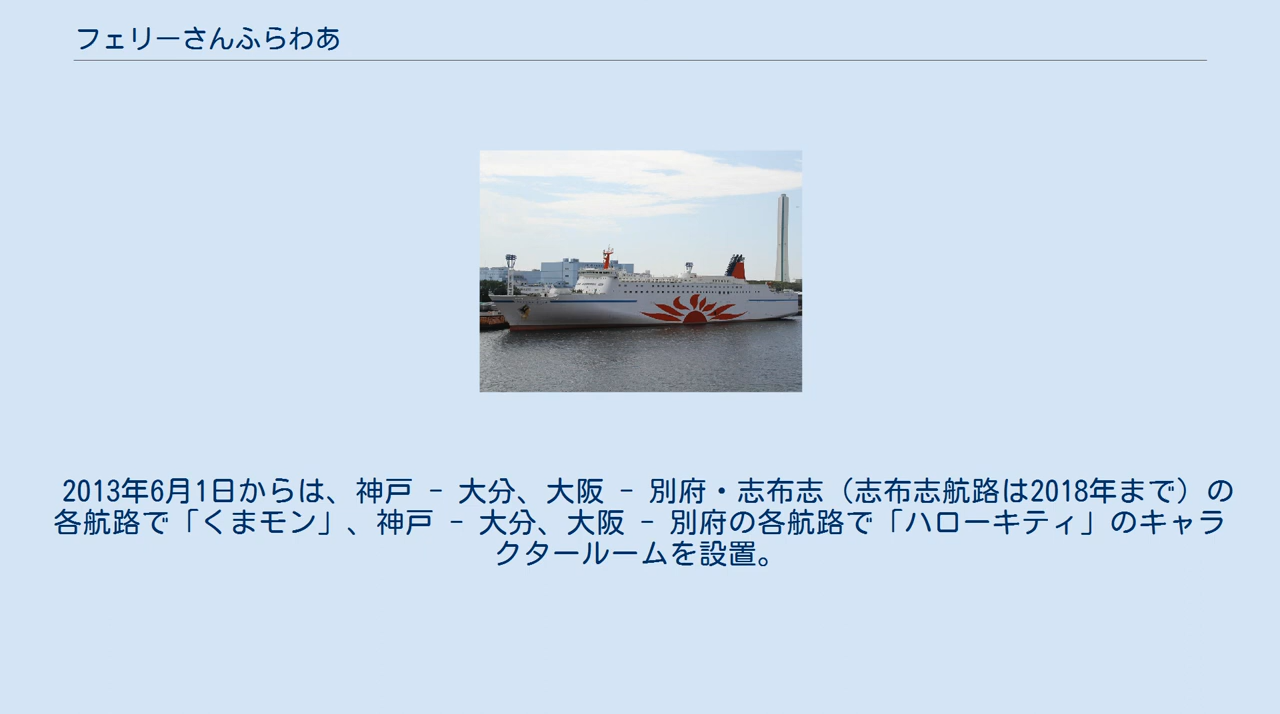 フェリーさんふらわあ
2013年6月1日からは、神戸 - 大分、大阪 - 別府・志布志（志布志航路は2018年まで）の
各航路で「くまモン」、神戸 - 大分、大阪 - 別府の各航路で「ハローキティ」のキャラ
クタールームを設置。